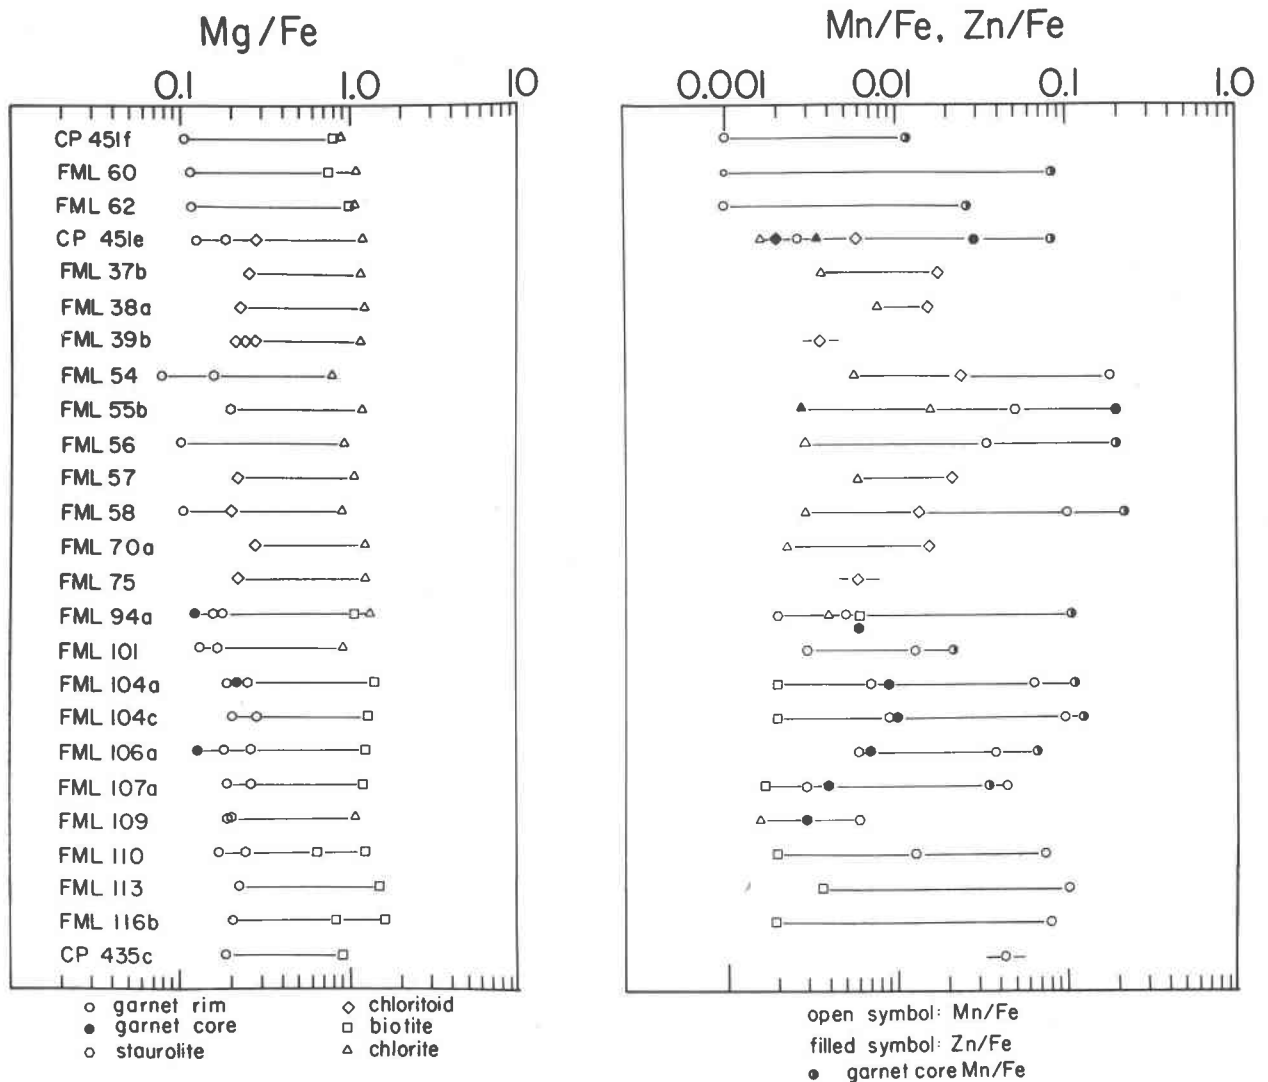 Mg/Fe
0.1 1.0 10
CP 451f
FML 60
FML 62
CP 451e
FML 37b
FML 38a
FML 39b
FML 54
FML 55b
FML 56
FML 57
FML 58
FML 70a
FML 75
FML 94a
FML 101
FML 104a
FML 104c
FML 106a
FML 107a
FML 109
FML 110
FML 113
FML 116b
CP 435c
garnet rim
garnet core
staurolite
chloritoid
biotite
chlorite
Mn/Fe, Zn/Fe
0.001 0.01 0.1 1.0
open symbol: Mn/Fe
filled symbol: Zn/Fe
garnet core Mn/Fe